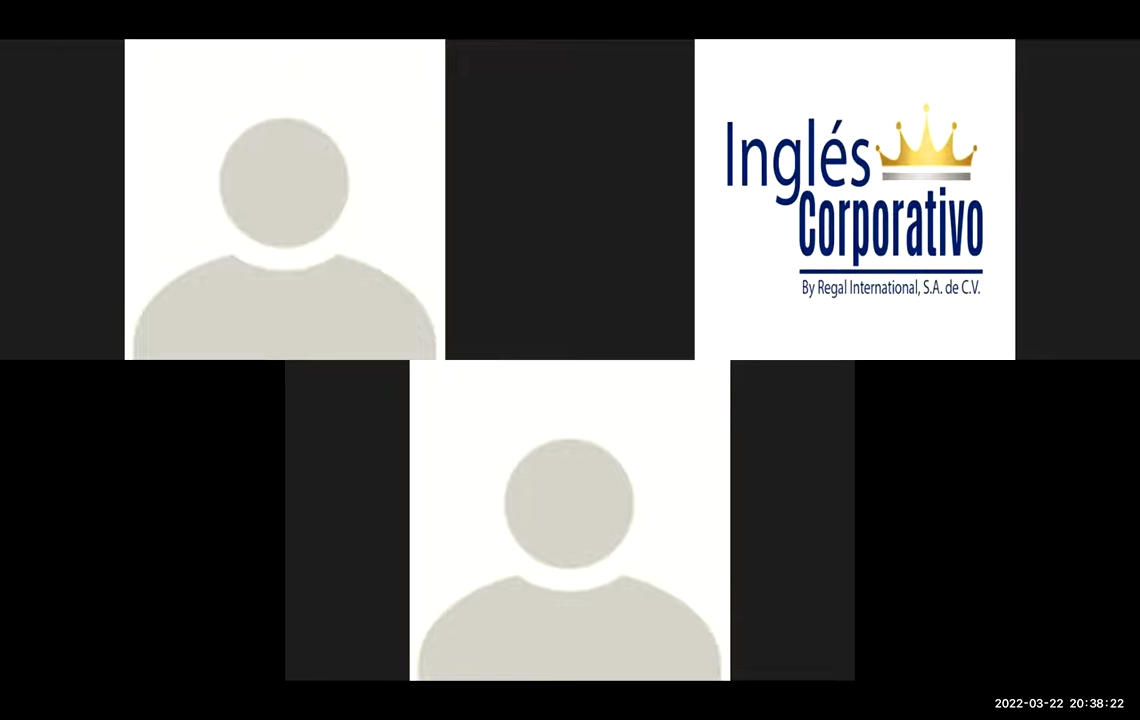 Inglés
Corporativo
By Regal International, S.A. de C.V.
2022-03-22 20:38:22